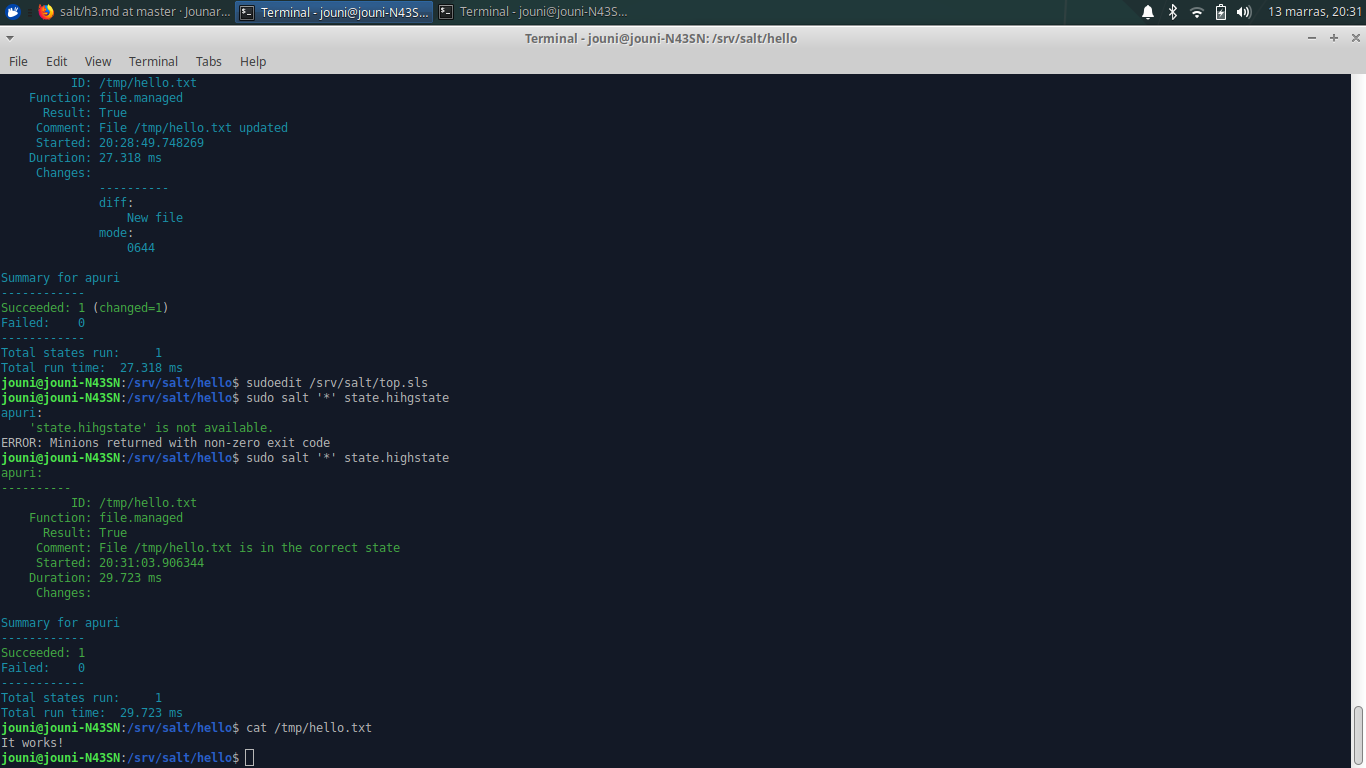 salt/h3.md at master · Jounar...
Terminal - jouni@jouni-N43S...
Terminal - jouni@jouni-N43S...
13 marras, 20:31
Terminal - jouni@jouni-N43SN: /srv/salt/hello
File Edit View Terminal Tabs Help
ID: /tmp/hello.txt
Function: file.managed
Result: True
Comment: File /tmp/hello.txt updated
Started: 20:28:49.748269
Duration: 27.318 ms
Changes:
----------
diff:
New file
mode:
0644
Summary for apuri
------------
Succeeded: 1 (changed=1)
Failed:    0
------------
Total states run:     1
Total run time:  27.318 ms
jouni@jouni-N43SN:/srv/salt/hello$ sudoedit /srv/salt/top.sls
jouni@jouni-N43SN:/srv/salt/hello$ sudo salt '*' state.hihgstate
apuri:
'state.hihgstate' is not available.
ERROR: Minions returned with non-zero exit code
jouni@jouni-N43SN:/srv/salt/hello$ sudo salt '*' state.highstate
apuri:
----------
ID: /tmp/hello.txt
Function: file.managed
Result: True
Comment: File /tmp/hello.txt is in the correct state
Started: 20:31:03.906344
Duration: 29.723 ms
Changes:
Summary for apuri
------------
Succeeded: 1
Failed:    0
------------
Total states run:     1
Total run time:  29.723 ms
jouni@jouni-N43SN:/srv/salt/hello$ cat /tmp/hello.txt
It works!
jouni@jouni-N43SN:/srv/salt/hello$